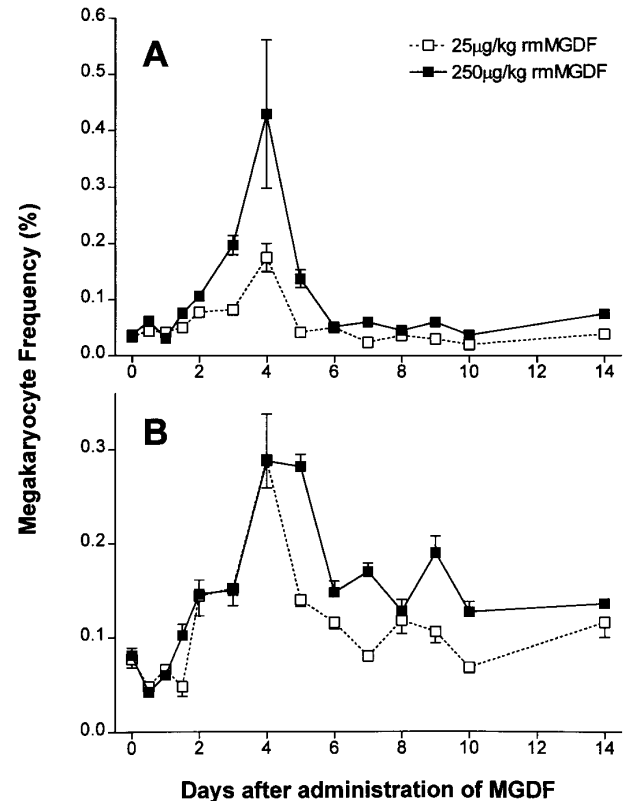 A
25μg/kg rmMGDF
250μg/kg rmMGDF
0.6
0.5
0.4
0.3
0.2
0.1
0.0
0 2 4 6 8 10 12 14
Megakaryocyte Frequency (%)
B
0.3
0.2
0.1
0.0
0 2 4 6 8 10 12 14
Days after administration of MGDF